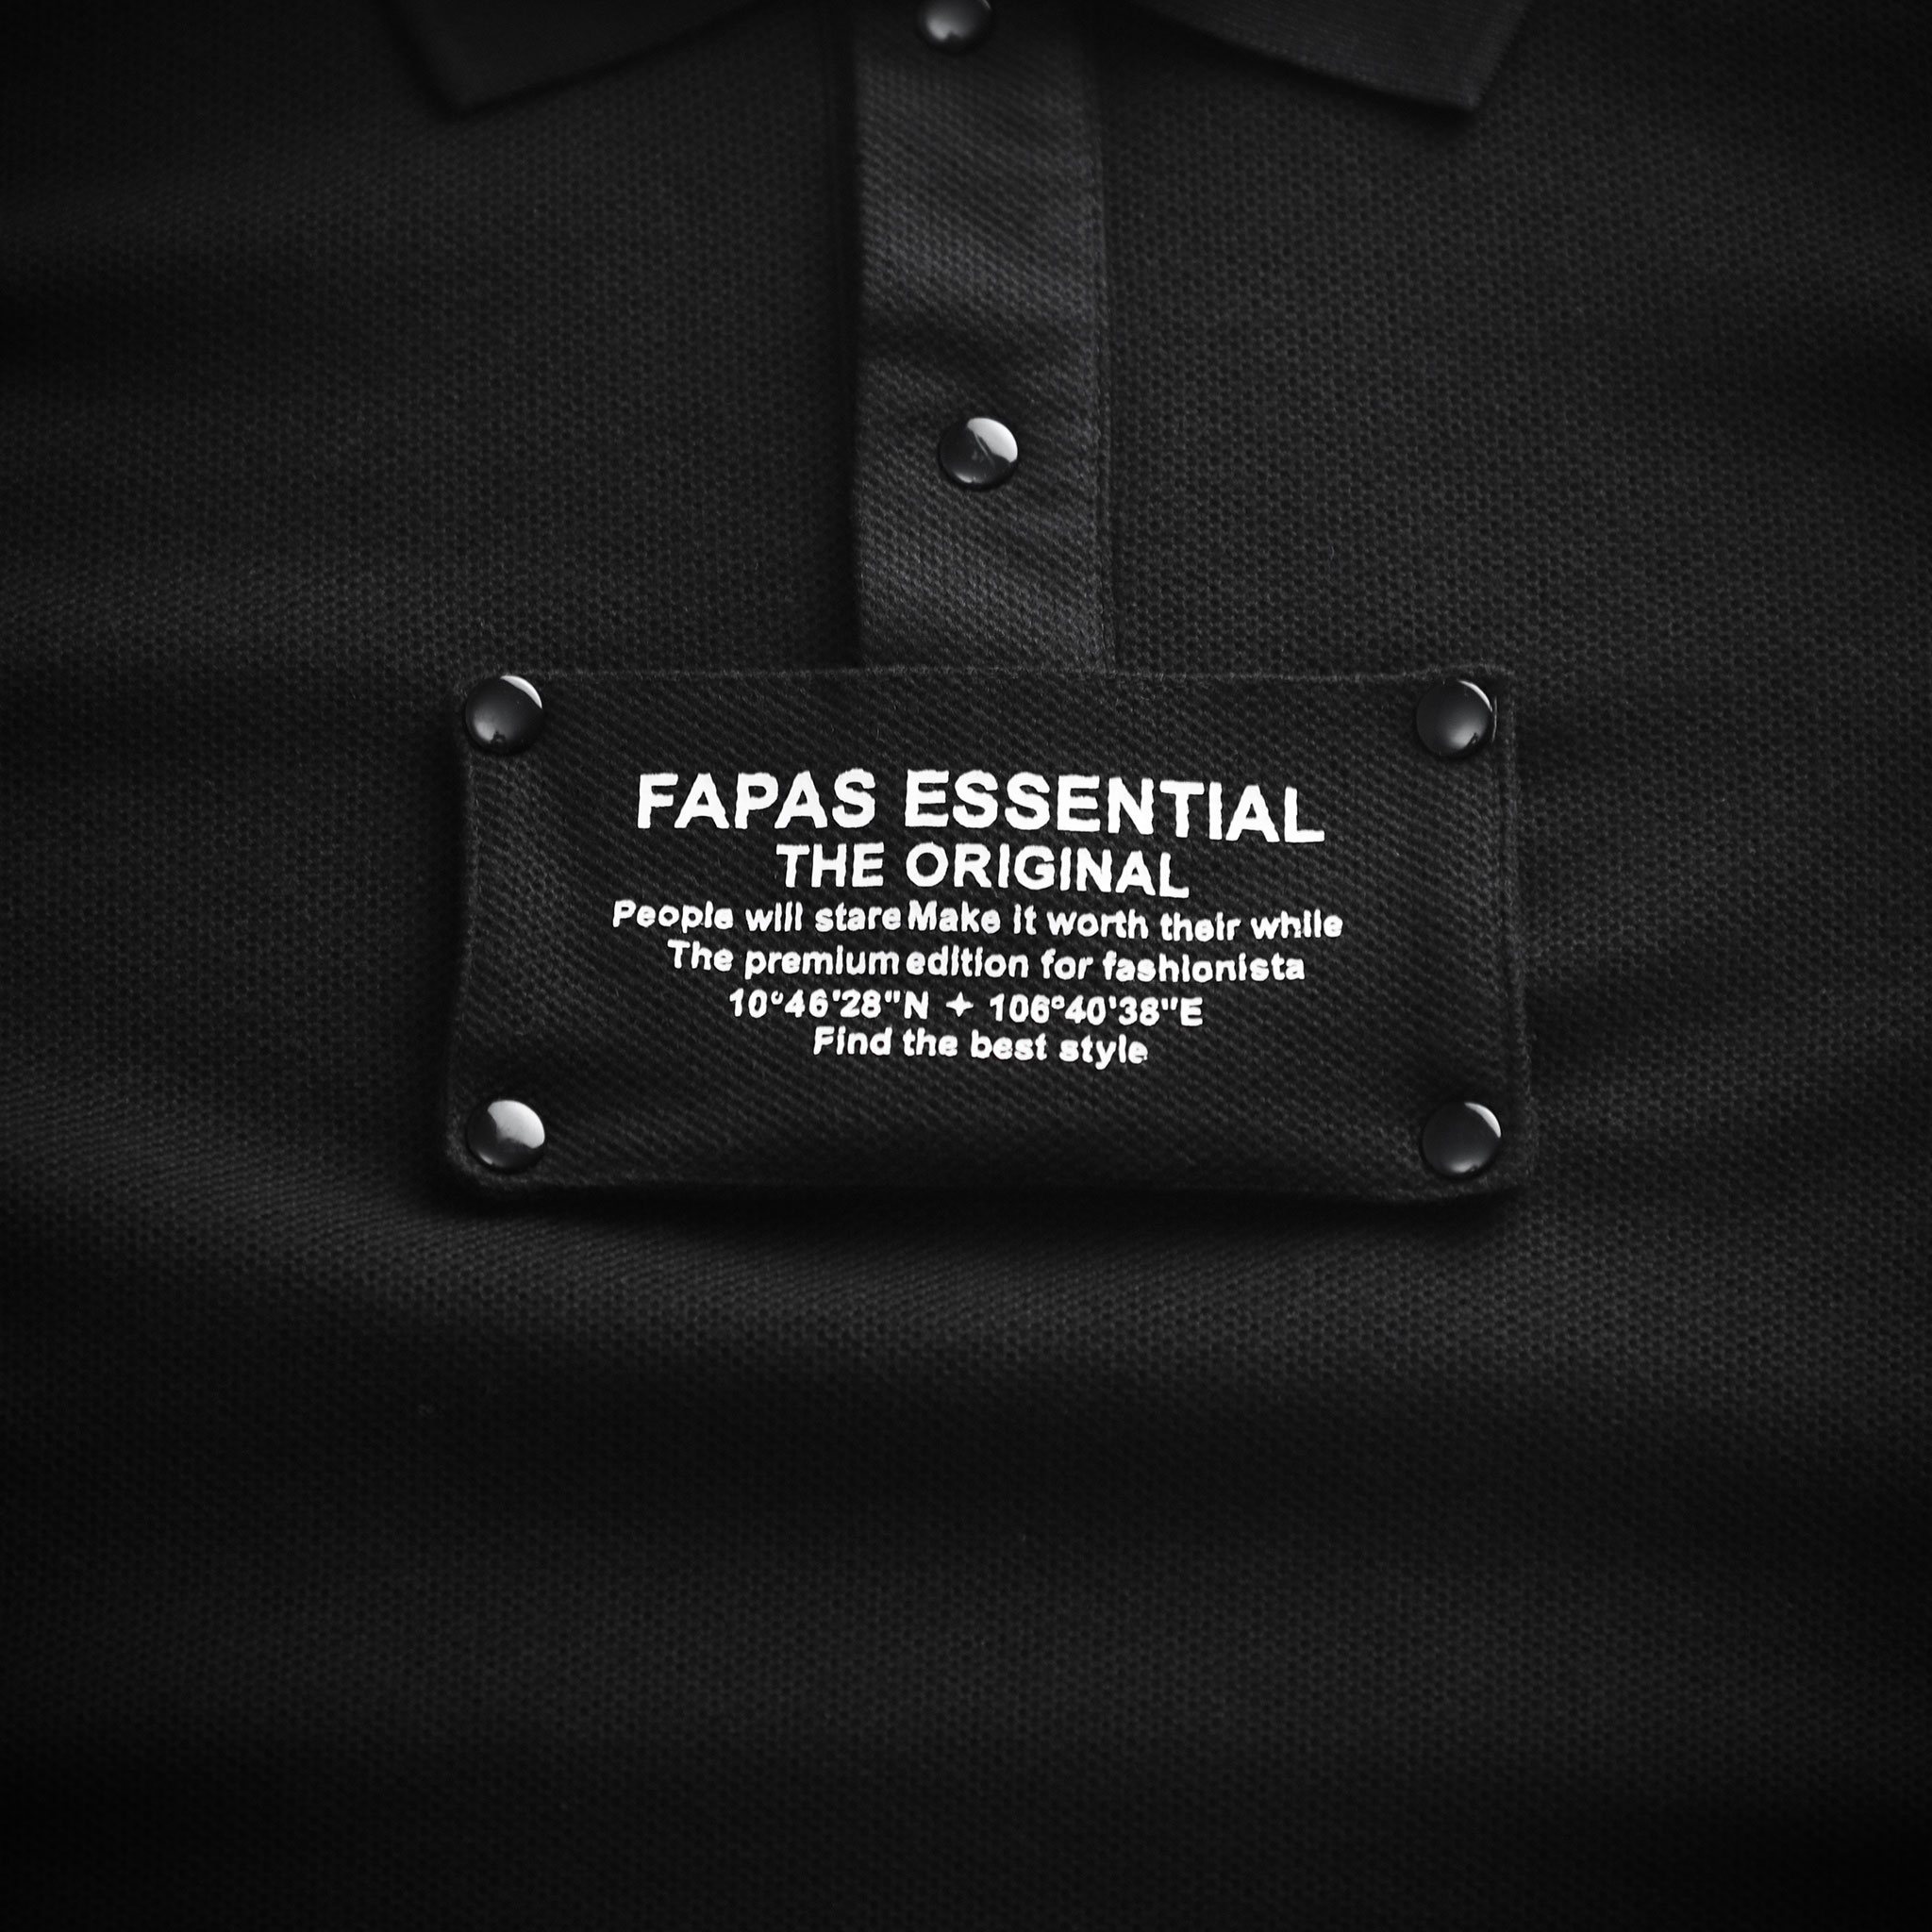 FAPAS ESSENTIAL
THE ORIGINAL
People will stare Make it worth their while
The premium edition for fashionista
10°46'28"N ✦ 106°40'38"E
Find the best style